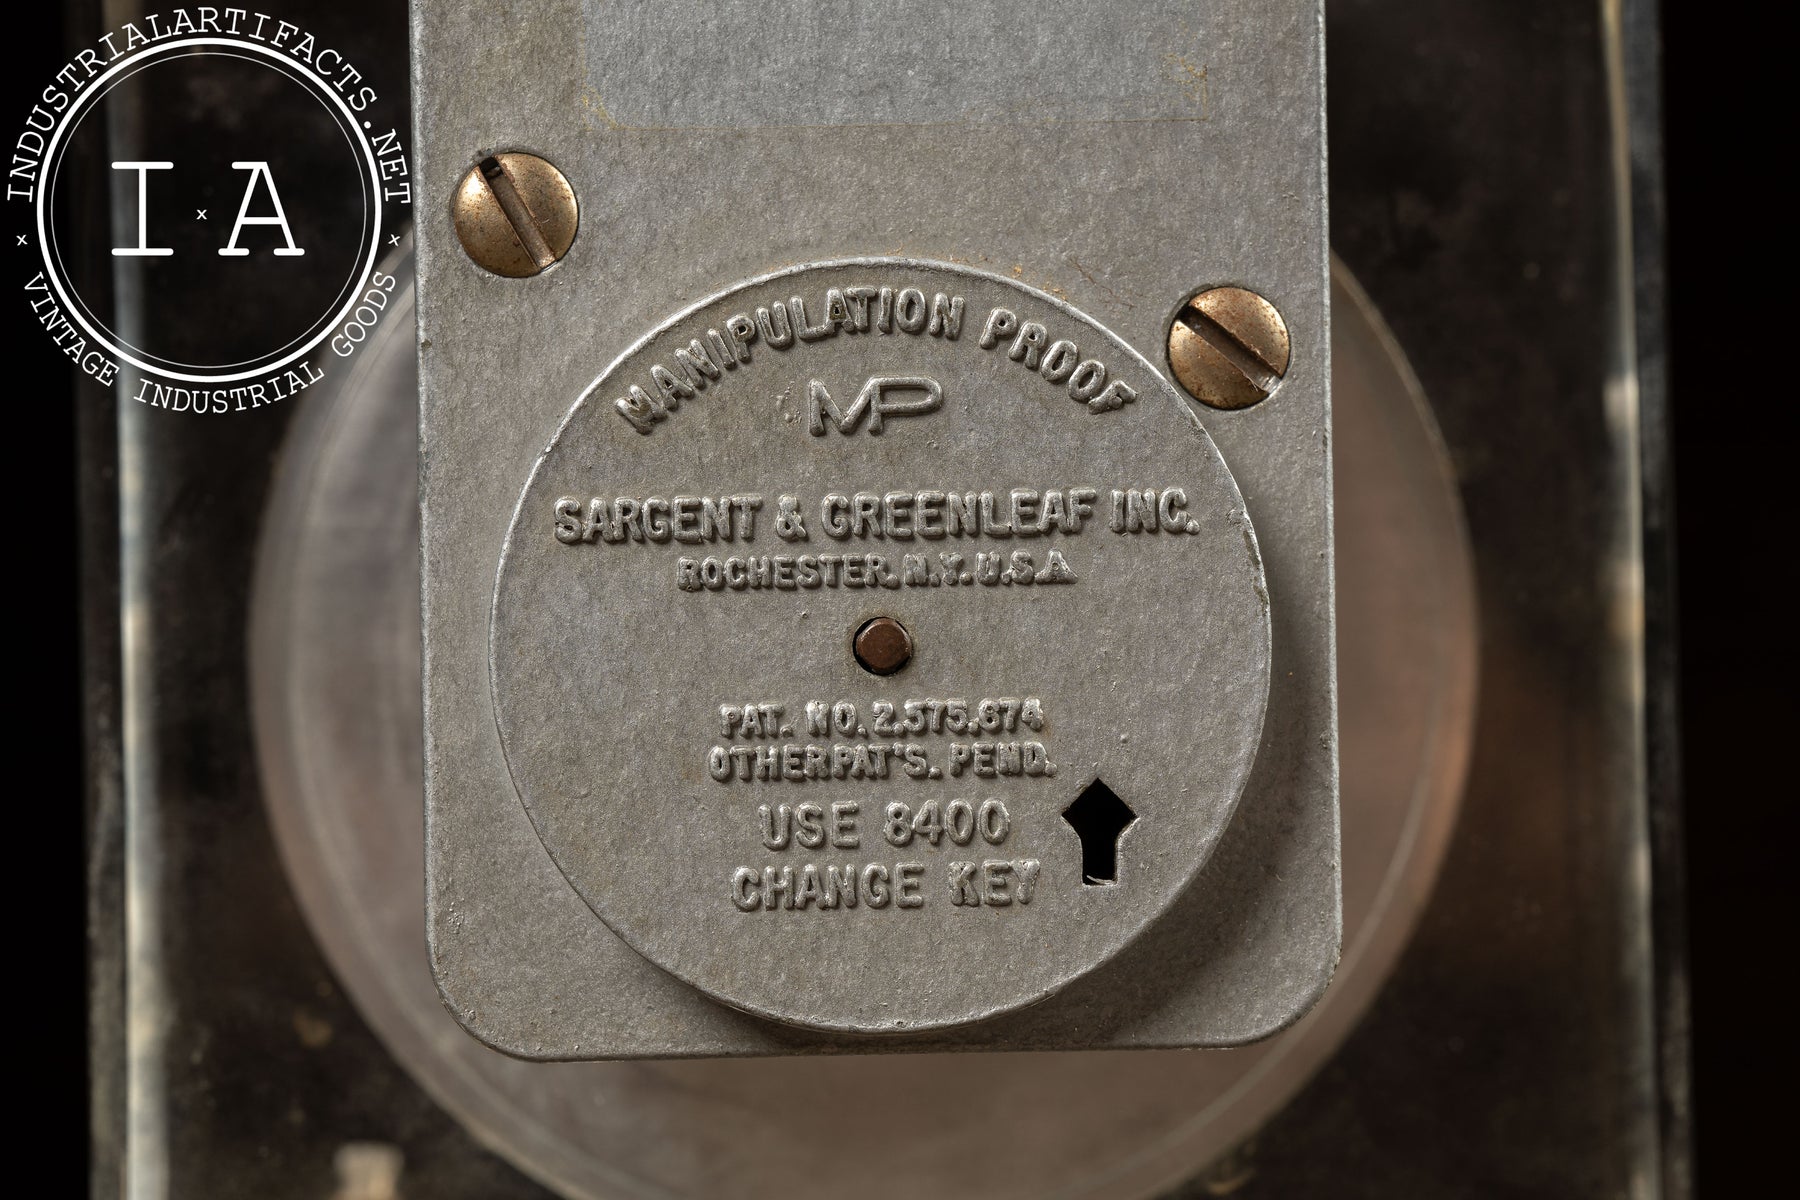 INDUSTRIALARTIFACTS.NET
I x A
x VINTAGE INDUSTRIAL GOODS x
MANIPULATION PROOF
MP
SARGENT & GREENLEAF INC.
ROCHESTER, N.Y. U.S.A
PAT. NO. 2,575,674
OTHER PAT'S. PEND.
USE 8400
CHANGE KEY